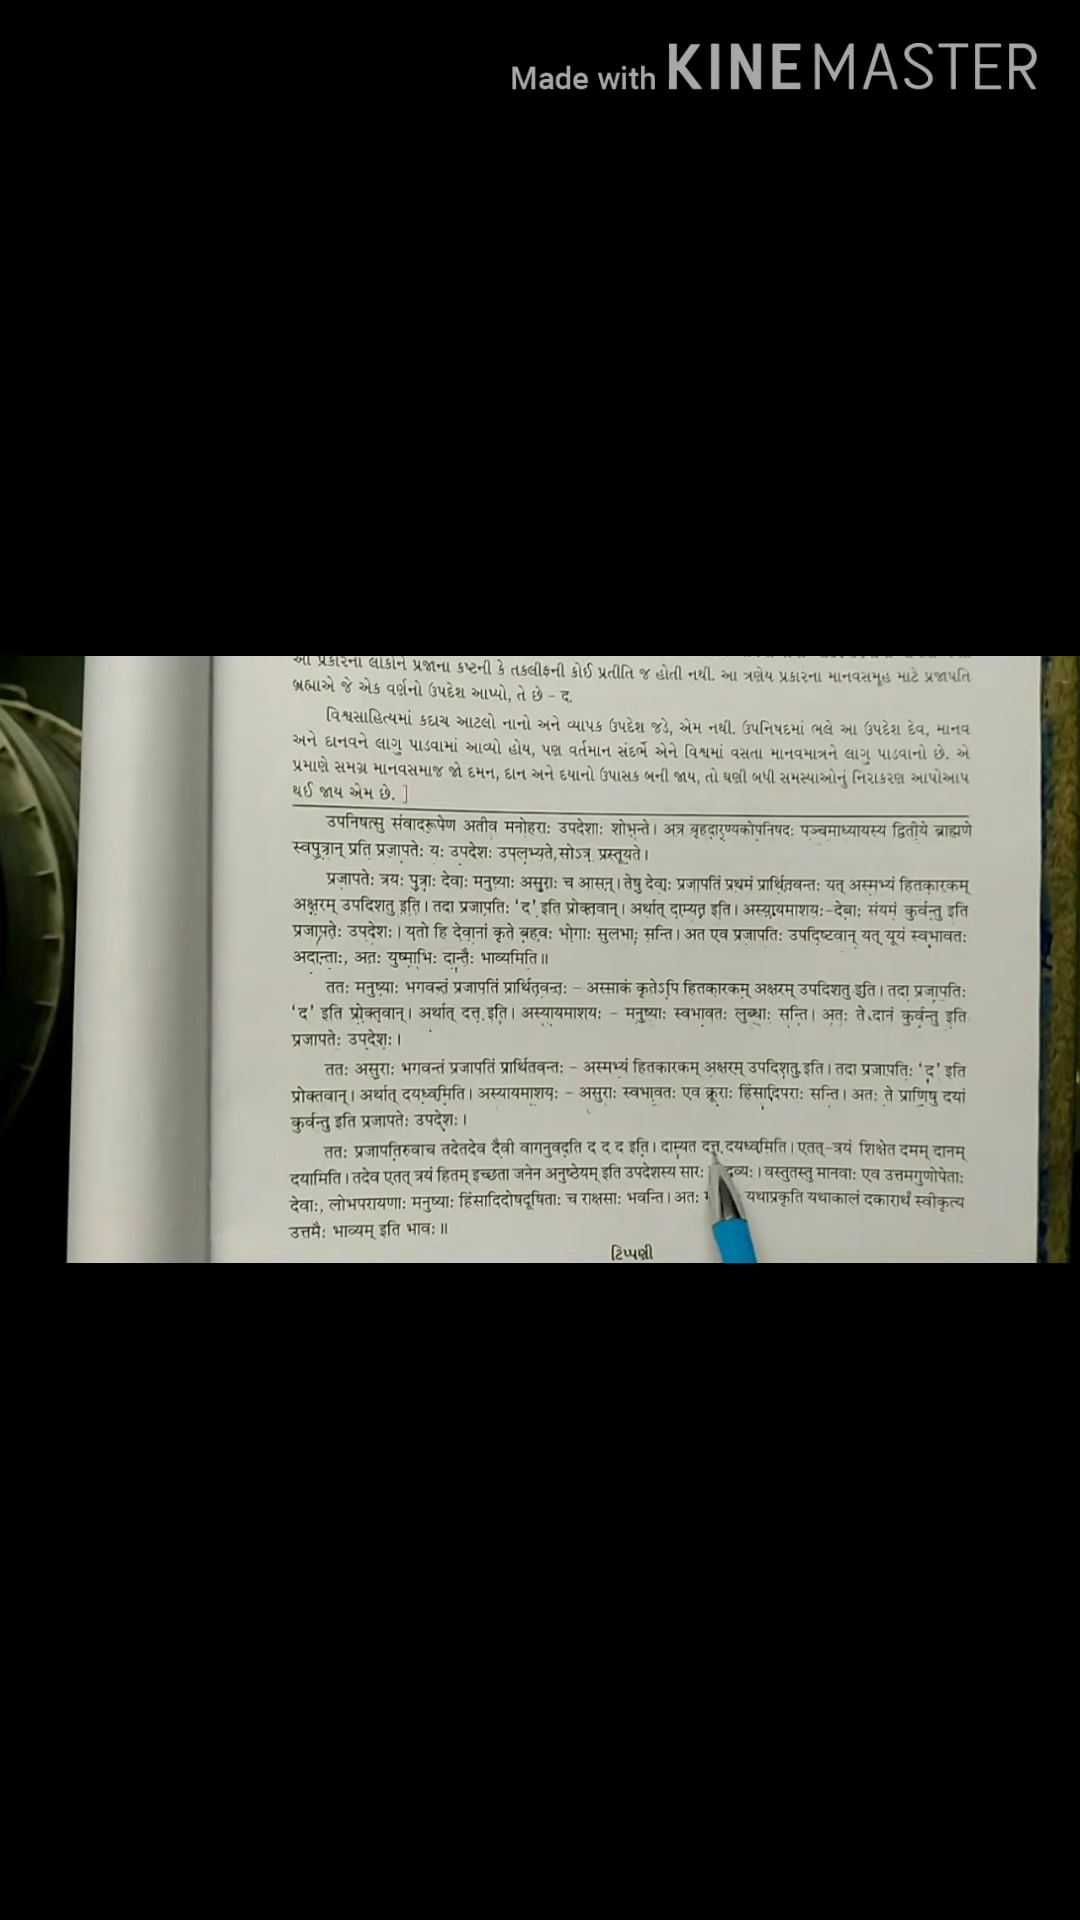 Made with KINEMASTER
આ પ્રકારના લોકોને પ્રજાના કષ્ટની કે તકલીફની કોઈ પ્રતીતિ જ હોતી નથી. આ ત્રણેય પ્રકારના માનવસમૂહ માટે પ્રજાપતિ
બ્રહ્માએ જે એક વર્ણનો ઉપદેશ આપ્યો, તે છે – દ.
વિશ્વસાહિત્યમાં કદાચ આટલો નાનો અને વ્યાપક ઉપદેશ જડે, એમ નથી. ઉપનિષદમાં ભલે આ ઉપદેશ દેવ, માનવ
અને દાનવને લાગુ પાડવામાં આવ્યો હોય, પણ વર્તમાન સંદર્ભે એને વિશ્વમાં વસતા માનવમાત્રને લાગુ પાડવાનો છે. એ
પ્રમાણે સમગ્ર માનવસમાજ જો દમન, દાન અને દયાનો ઉપાસક બની જાય, તો ઘણી બધી સમસ્યાઓનું નિરાકરણ આપોઆપ
થઈ જાય એમ છે. ]
उपनिषत्सु संवादरूपेण अतीव मनोहराः उपदेशाः शोभन्ते। अत्र बृहदारण्यकोपनिषदः पञ्चमाध्यायस्य द्वितीये ब्राह्मणे
स्वपुत्रान् प्रति प्रजापतेः यः उपदेशः उपलभ्यते, सोऽत्र प्रस्तूयते।
प्रजापतेः त्रयः पुत्राः देवाः मनुष्याः असुराः च आसन्। तेषु देवाः प्रजापतिं प्रथमं प्रार्थितवन्तः यत् अस्मभ्यं हितकारकम्
अक्षरम् उपदिशतु इति। तदा प्रजापतिः ‘द’ इति प्रोक्तवान्। अर्थात् दाम्यत इति। अस्यायमाशयः–देवाः संयमं कुर्वन्तु इति
प्रजापतेः उपदेशः। यतो हि देवानां कृते बहवः भोगाः सुलभाः सन्ति। अत एव प्रजापतिः उपदिष्टवान् यत् यूयं स्वभावतः
अदान्ताः, अतः युष्माभिः दान्तैः भाव्यमिति॥
ततः मनुष्याः भगवन्तं प्रजापतिं प्रार्थितवन्तः – अस्माकं कृतेऽपि हितकारकम् अक्षरम् उपदिशतु इति। तदा प्रजापतिः
‘द’ इति प्रोक्तवान्। अर्थात् दत्त इति। अस्यायमाशयः – मनुष्याः स्वभावतः लुब्धाः सन्ति। अतः ते दानं कुर्वन्तु इति
प्रजापतेः उपदेशः।
ततः असुराः भगवन्तं प्रजापतिं प्रार्थितवन्तः – अस्मभ्यं हितकारकम् अक्षरम् उपदिशतु इति। तदा प्रजापतिः ‘द’ इति
प्रोक्तवान्। अर्थात् दयध्वमिति। अस्यायमाशयः – असुराः स्वभावतः एव क्रूराः हिंसादिपराः सन्ति। अतः ते प्राणिषु दयां
कुर्वन्तु इति प्रजापतेः उपदेशः।
ततः प्रजापतिरुवाच तदेतदेव दैवी वागनुवदति द द द इति। दाम्यत दत्त दयध्वमिति। एतत्-त्रयं शिक्षेत दमम् दानम्
दयामिति। तदेव एतत् त्रयं हितम् इच्छता जनेन अनुष्ठेयम् इति उपदेशस्य सारः वस्तुतस्तु मानवाः एव उत्तमगुणोपेताः
देवाः, लोभपरायणाः मनुष्याः हिंसादिदोषदूषिताः च राक्षसाः भवन्ति। अतः यथाप्रकृति यथाकालं दकारार्थं स्वीकृत्य
उत्तमैः भाव्यम् इति भावः॥
ટિપ્પણી